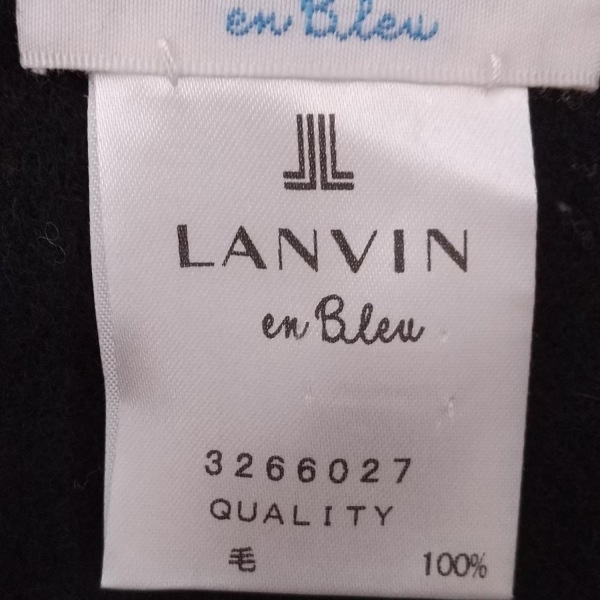 en Bleu
LANVIN
en Bleu
3266027
QUALITY
毛 100%